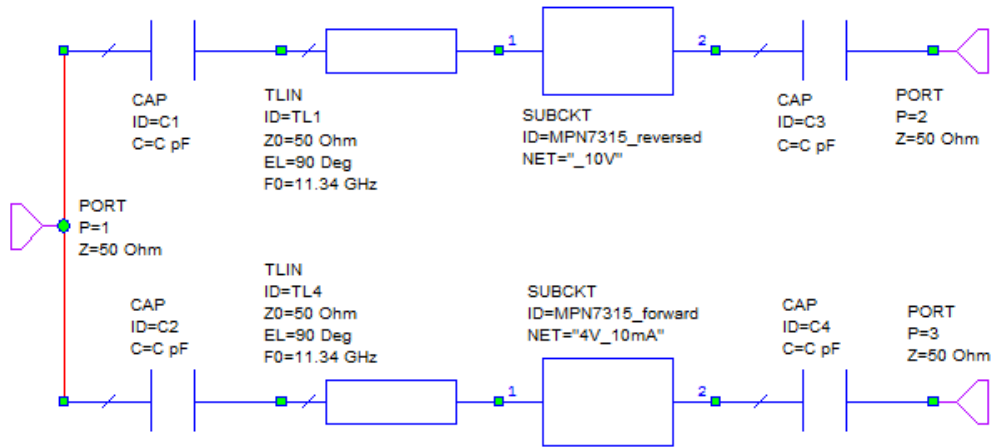 1
2
CAP
ID=C1
C=C pF
TLIN
ID=TL1
Z0=50 Ohm
EL=90 Deg
F0=11.34 GHz
SUBCKT
ID=MPN7315_reversed
NET="_10V"
CAP
ID=C3
C=C pF
PORT
P=2
Z=50 Ohm
PORT
P=1
Z=50 Ohm
CAP
ID=C2
C=C pF
TLIN
ID=TL4
Z0=50 Ohm
EL=90 Deg
F0=11.34 GHz
SUBCKT
ID=MPN7315_forward
NET="4V_10mA"
CAP
ID=C4
C=C pF
PORT
P=3
Z=50 Ohm
1
2